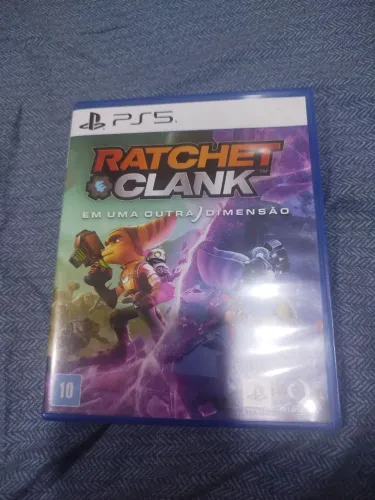 PS5
RATCHET
CLANK
EM UMA OUTRA DIMENSÃO
10